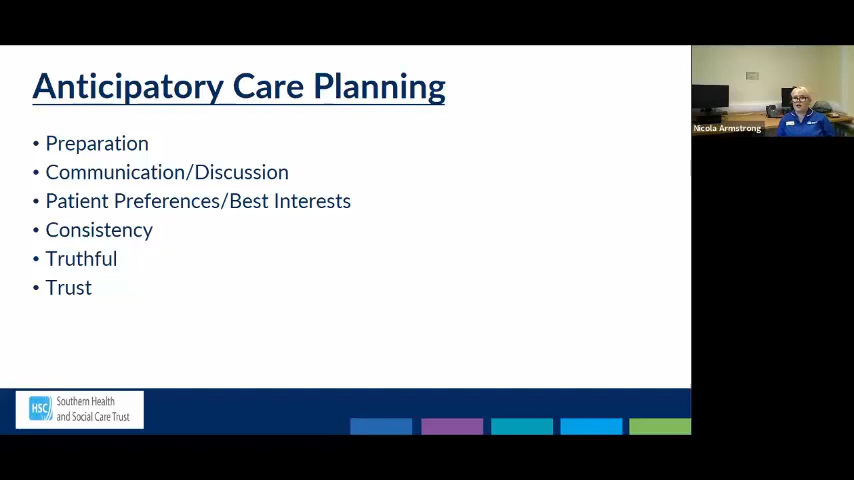 Anticipatory Care Planning
• Preparation
• Communication/Discussion
• Patient Preferences/Best Interests
• Consistency
• Truthful
• Trust
HSC
Southern Health
and Social Care Trust
Nicola Armstrong